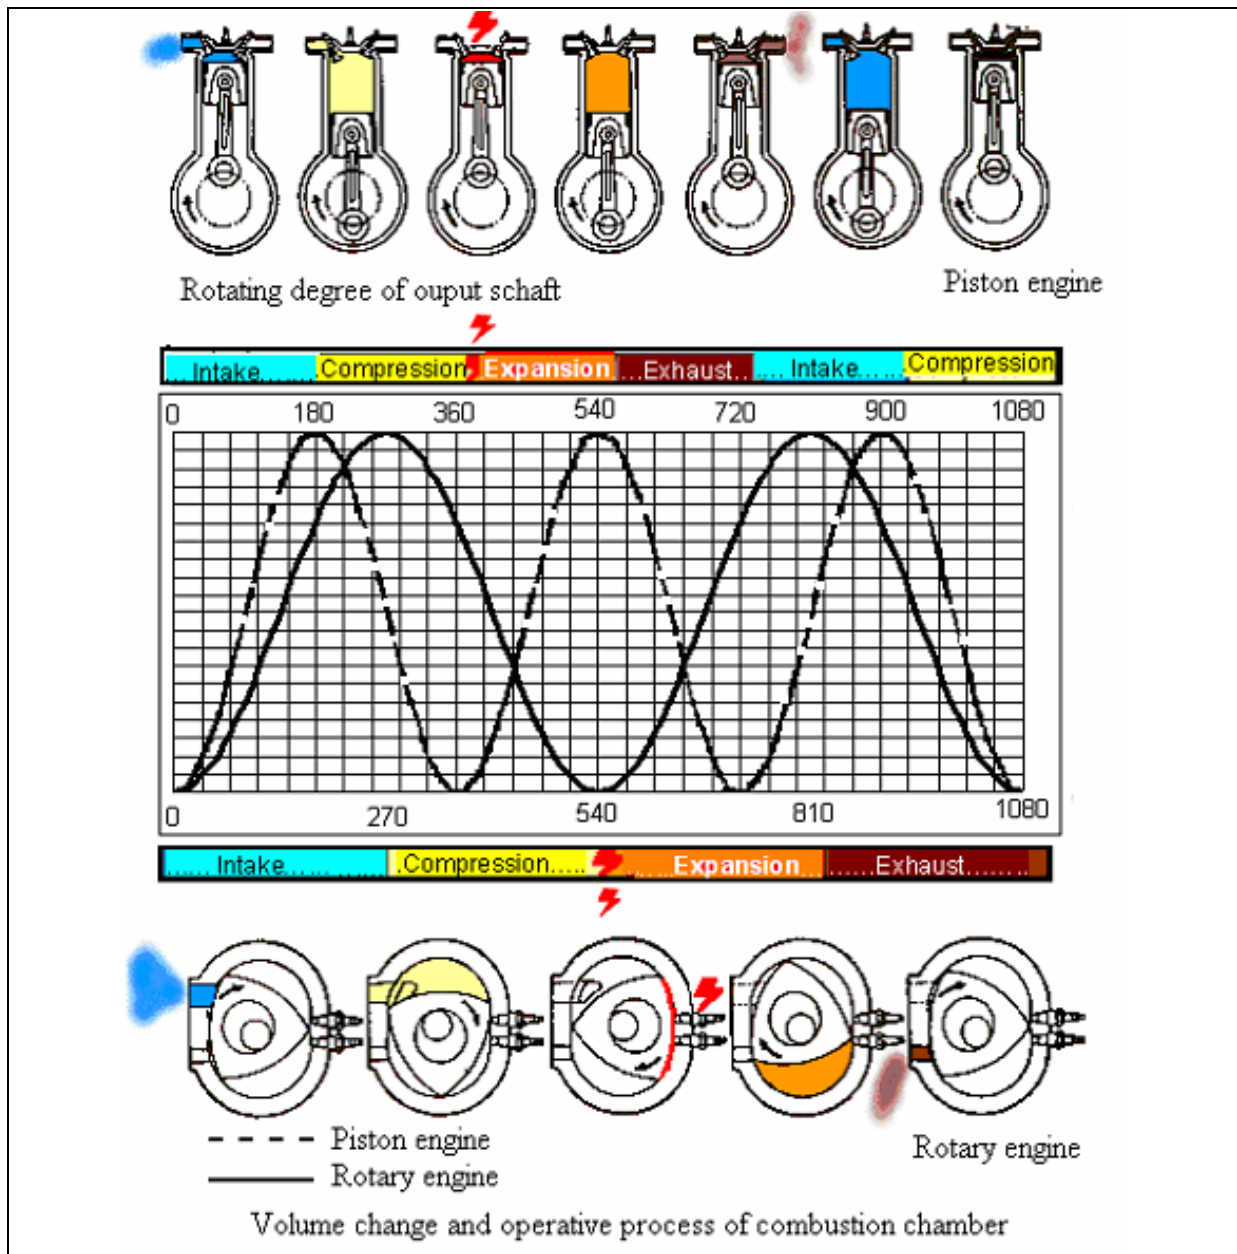 Rotating degree of ouput schaft
Piston engine
...Intake.......
.Compression
Expansion
...Exhaust..
....Intake......
Compression
0 180 360 540 720 900 1080
0 270 540 810 1080
......Intake... .. .....
.Compression.....
......Expansion....
......Exhaust.......
Piston engine
Rotary engine
Rotary engine
Volume change and operative process of combustion chamber